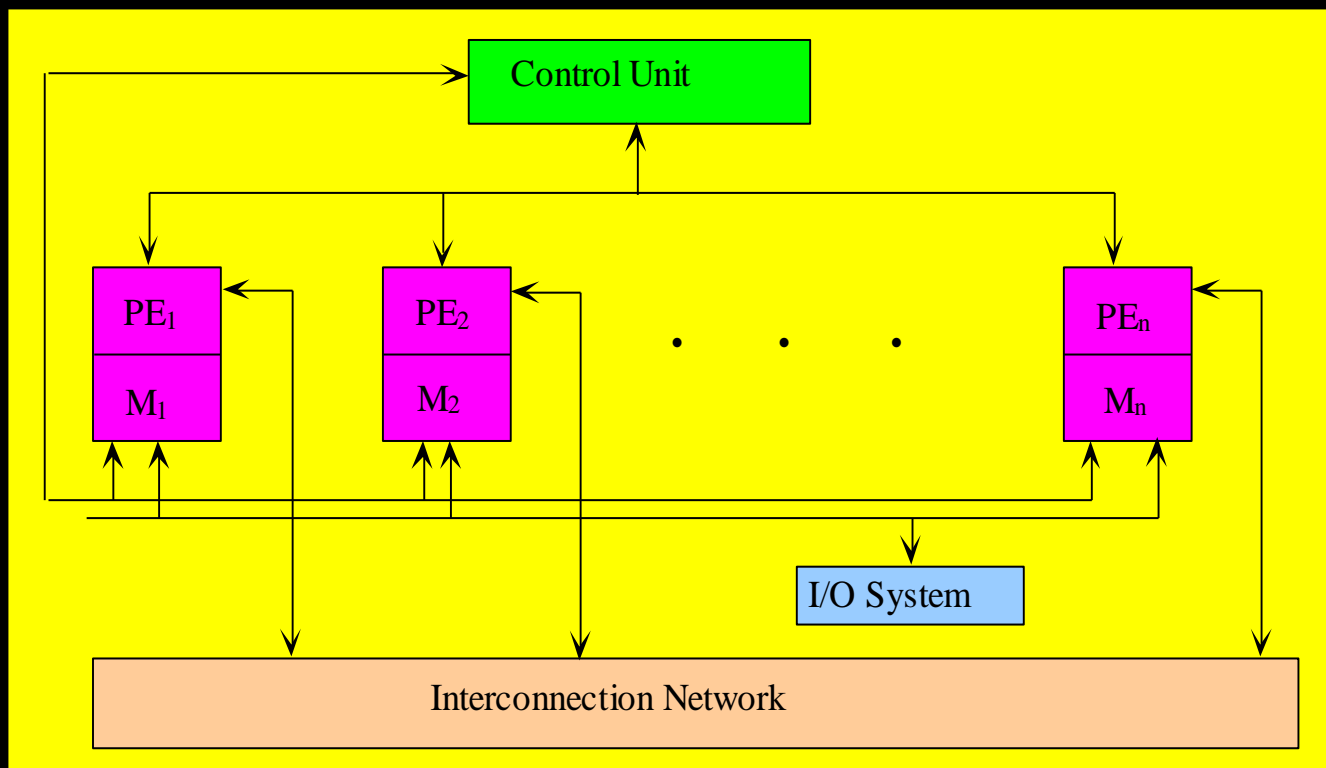 Control Unit
PE₁
PE₂
. . .
PEₙ
M₁
M₂
Mₙ
I/O System
Interconnection Network